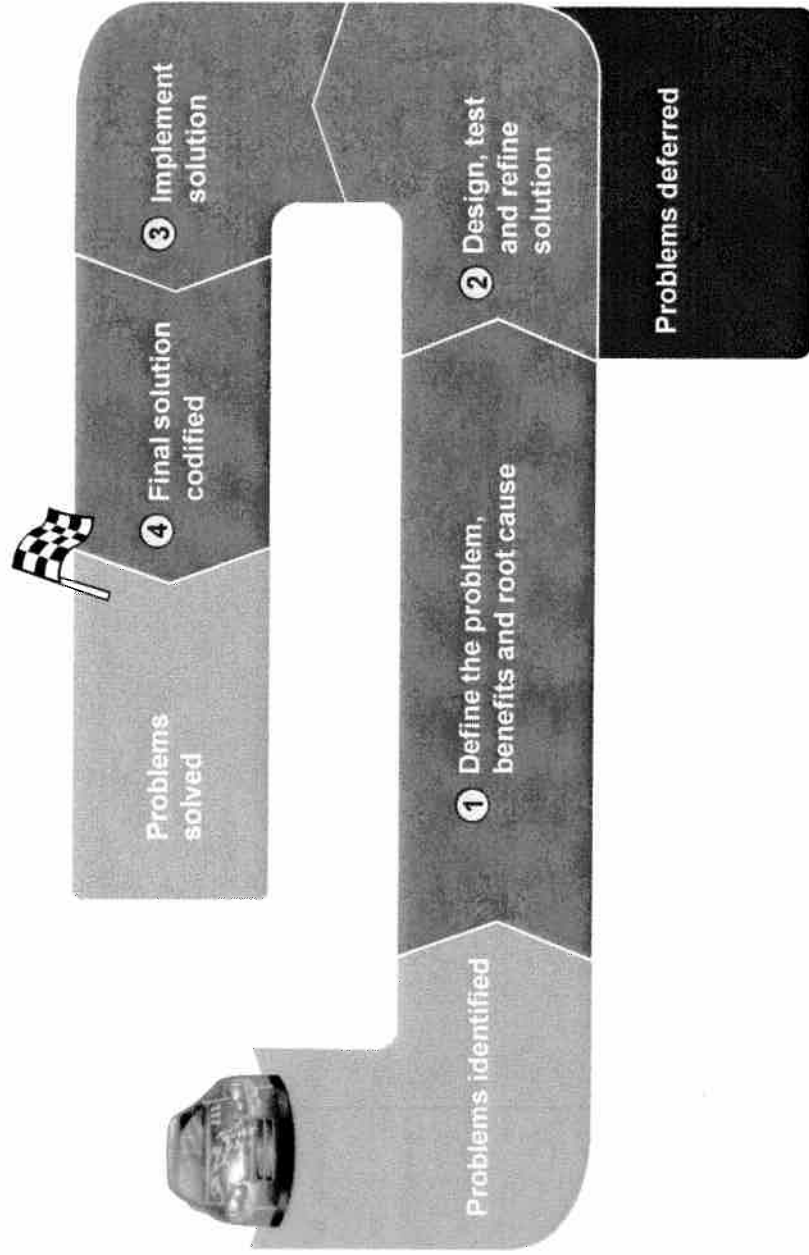 Problems identified
1 Define the problem,
benefits and root cause
2 Design, test
and refine
solution
Problems deferred
3 Implement
solution
4 Final solution
codified
Problems
solved